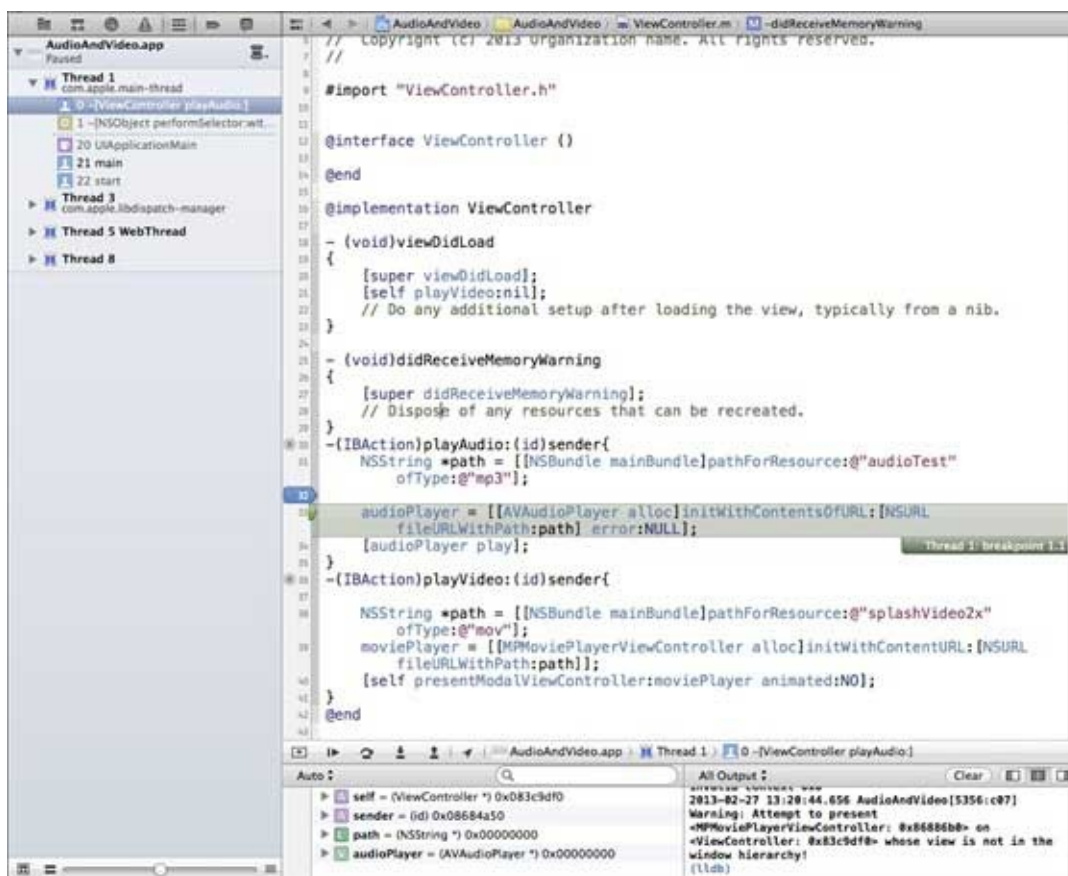 AudioAndVideo.app
Paused
Thread 1
com.apple.main-thread
0 -[ViewController playAudio:]
1 -[NSObject performSelector:wit...
20 UIApplicationMain
21 main
22 start
Thread 3
com.apple.libdispatch-manager
Thread 5 WebThread
Thread 8
AudioAndVideo AudioAndVideo ViewController.m -didReceiveMemoryWarning
// Copyright (c) 2013 Organization name. All rights reserved.
//
#import "ViewController.h"
@interface ViewController ()
@end
@implementation ViewController
- (void)viewDidLoad
{
[super viewDidLoad];
[self playVideo:nil];
// Do any additional setup after loading the view, typically from a nib.
}
- (void)didReceiveMemoryWarning
{
[super didReceiveMemoryWarning];
// Dispose of any resources that can be recreated.
}
-(IBAction)playAudio:(id)sender{
NSString *path = [[NSBundle mainBundle]pathForResource:@"audioTest"
ofType:@"mp3"];
32
audioPlayer = [[AVAudioPlayer alloc]initWithContentsOfURL:[NSURL
fileURLWithPath:path] error:NULL];
[audioPlayer play];
Thread 1: breakpoint 1.1
}
-(IBAction)playVideo:(id)sender{
NSString *path = [[NSBundle mainBundle]pathForResource:@"splashVideo2x"
ofType:@"mov"];
moviePlayer = [[MPMoviePlayerViewController alloc]initWithContentURL:[NSURL
fileURLWithPath:path]];
[self presentModalViewController:moviePlayer animated:NO];
}
@end
AudioAndVideo.app Thread 1 0 -[ViewController playAudio:]
Auto
All Output Clear
self = (ViewController *) 0x083c9df0
sender = (id) 0x08684a50
path = (NSString *) 0x00000000
audioPlayer = (AVAudioPlayer *) 0x00000000
invalid context 0x0
2013-02-27 13:20:44.656 AudioAndVideo[5356:c07]
Warning: Attempt to present
<MPMoviePlayerViewController: 0x86886b0> on
<ViewController: 0x83c9df0> whose view is not in the
window hierarchy!
(lldb)